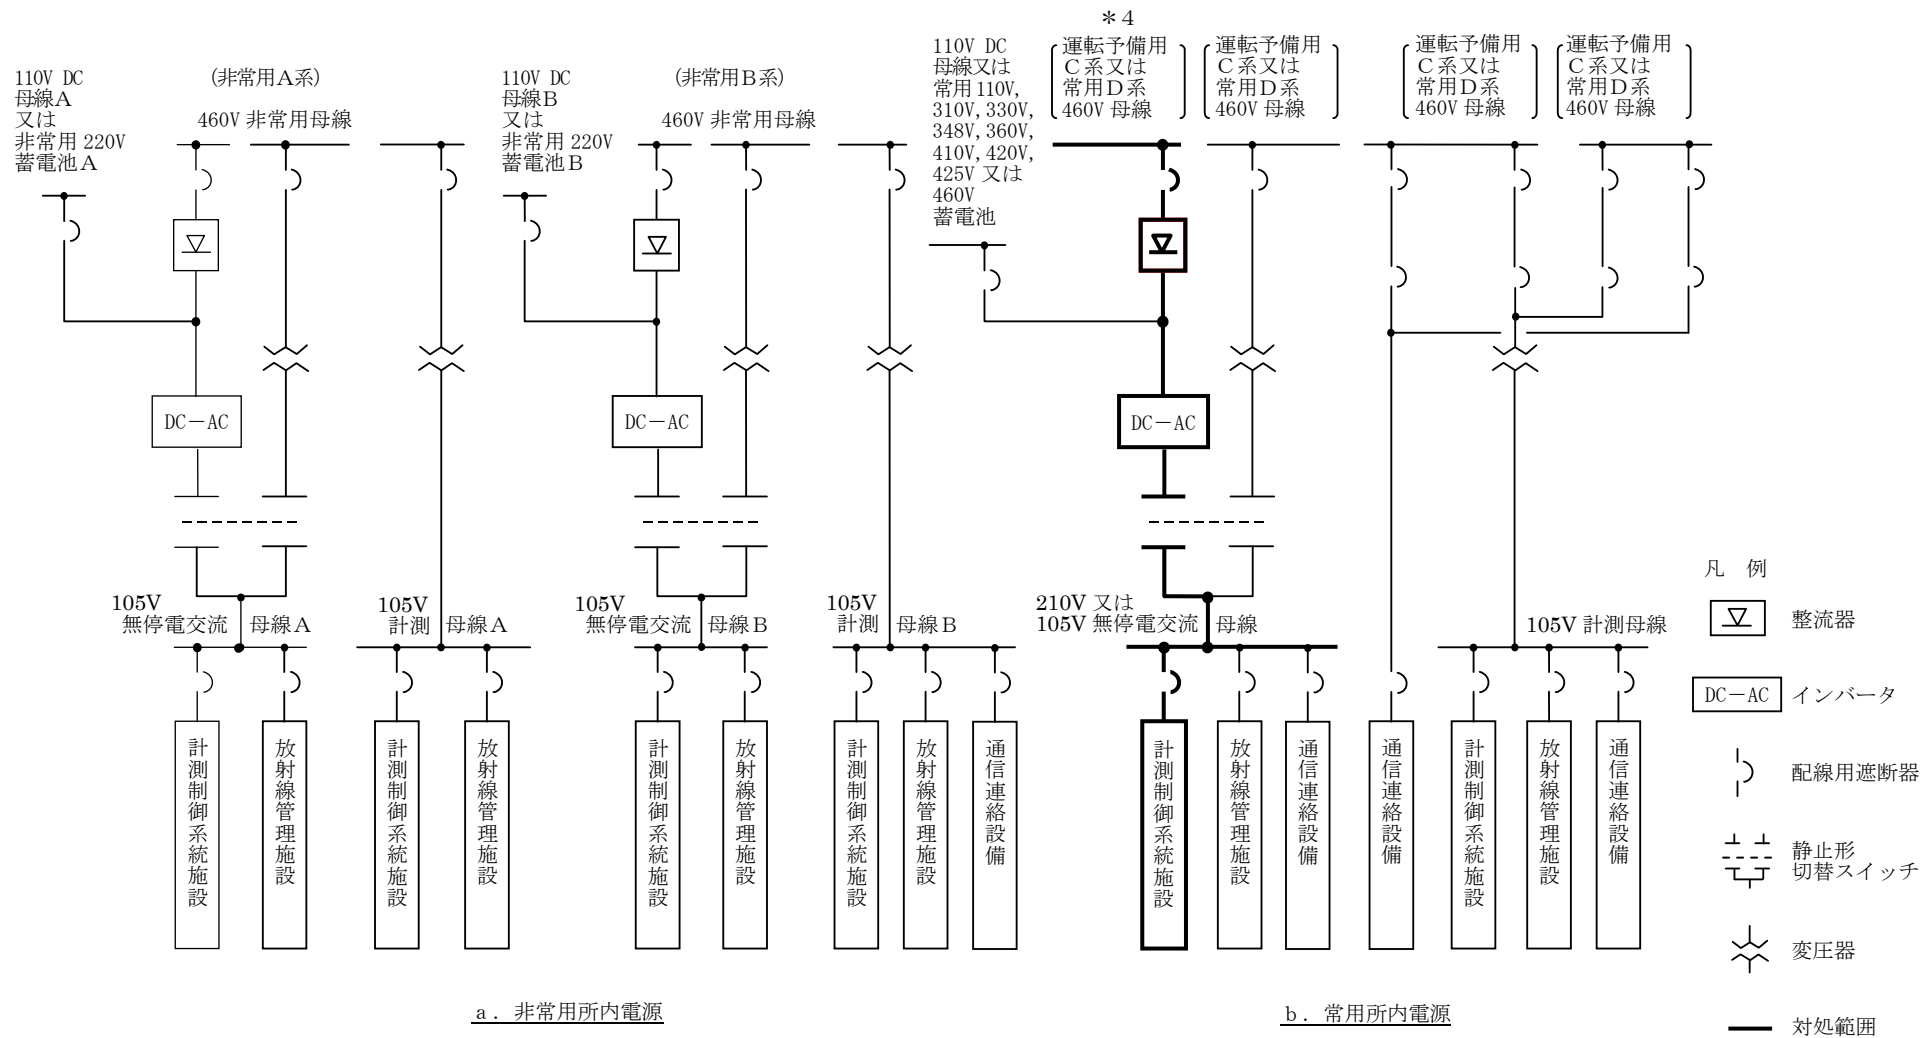 110V DC
母線A
又は
非常用 220V
蓄電池A
(非常用A系)
460V 非常用母線
110V DC
母線B
又は
非常用 220V
蓄電池B
(非常用B系)
460V 非常用母線
110V DC
母線又は
常用 110V,
310V, 330V,
348V, 360V,
410V, 420V,
425V 又は
460V
蓄電池
*4
運転予備用
C系又は
常用D系
460V 母線
運転予備用
C系又は
常用D系
460V 母線
運転予備用
C系又は
常用D系
460V 母線
運転予備用
C系又は
常用D系
460V 母線
DC-AC
DC-AC
DC-AC
105V
無停電交流 母線A
105V
計測 母線A
105V
無停電交流 母線B
105V
計測 母線B
210V 又は
105V 無停電交流 母線
105V 計測母線
計測制御系統施設
放射線管理施設
計測制御系統施設
放射線管理施設
計測制御系統施設
放射線管理施設
計測制御系統施設
放射線管理施設
通信連絡設備
計測制御系統施設
放射線管理施設
通信連絡設備
通信連絡設備
計測制御系統施設
放射線管理施設
通信連絡設備
a. 非常用所内電源
b. 常用所内電源
凡 例
整流器
DC-AC インバータ
配線用遮断器
静止形
切替スイッチ
変圧器
対処範囲